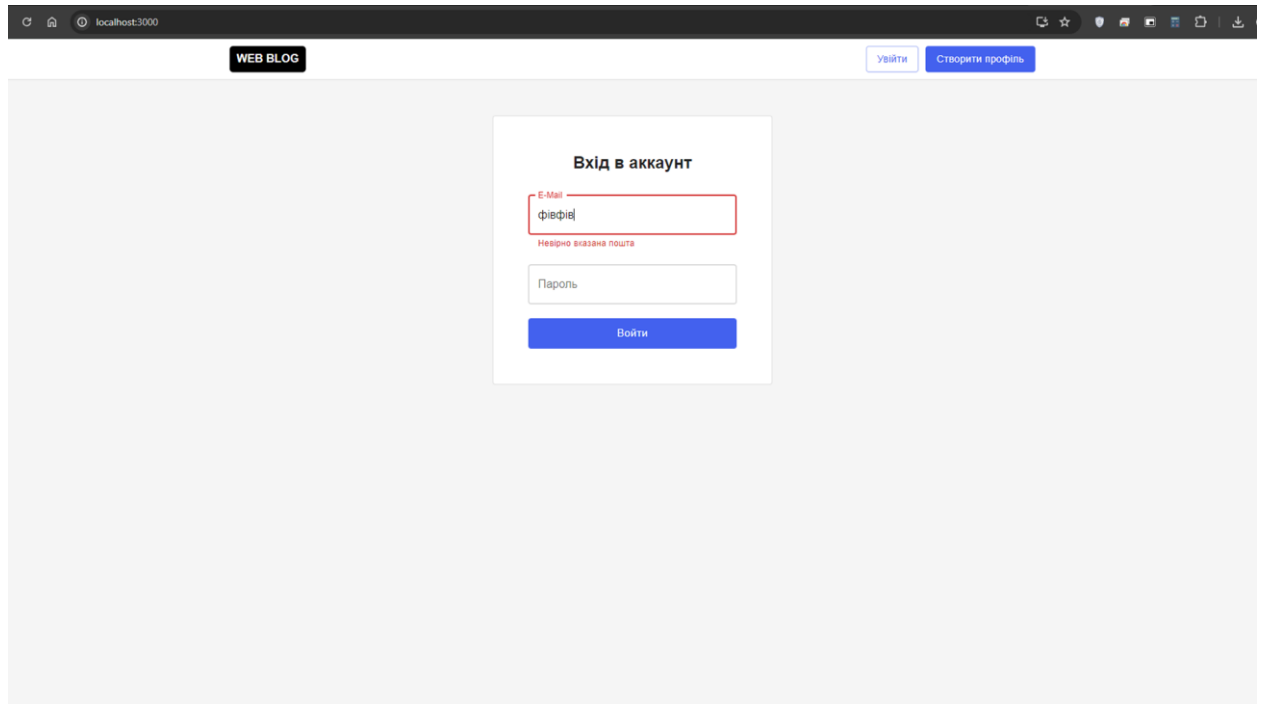 localhost:3000
WEB BLOG
Увійти
Створити профіль
Вхід в аккаунт
E-Mail
фівфів
Невірно вказана пошта
Пароль
Войти